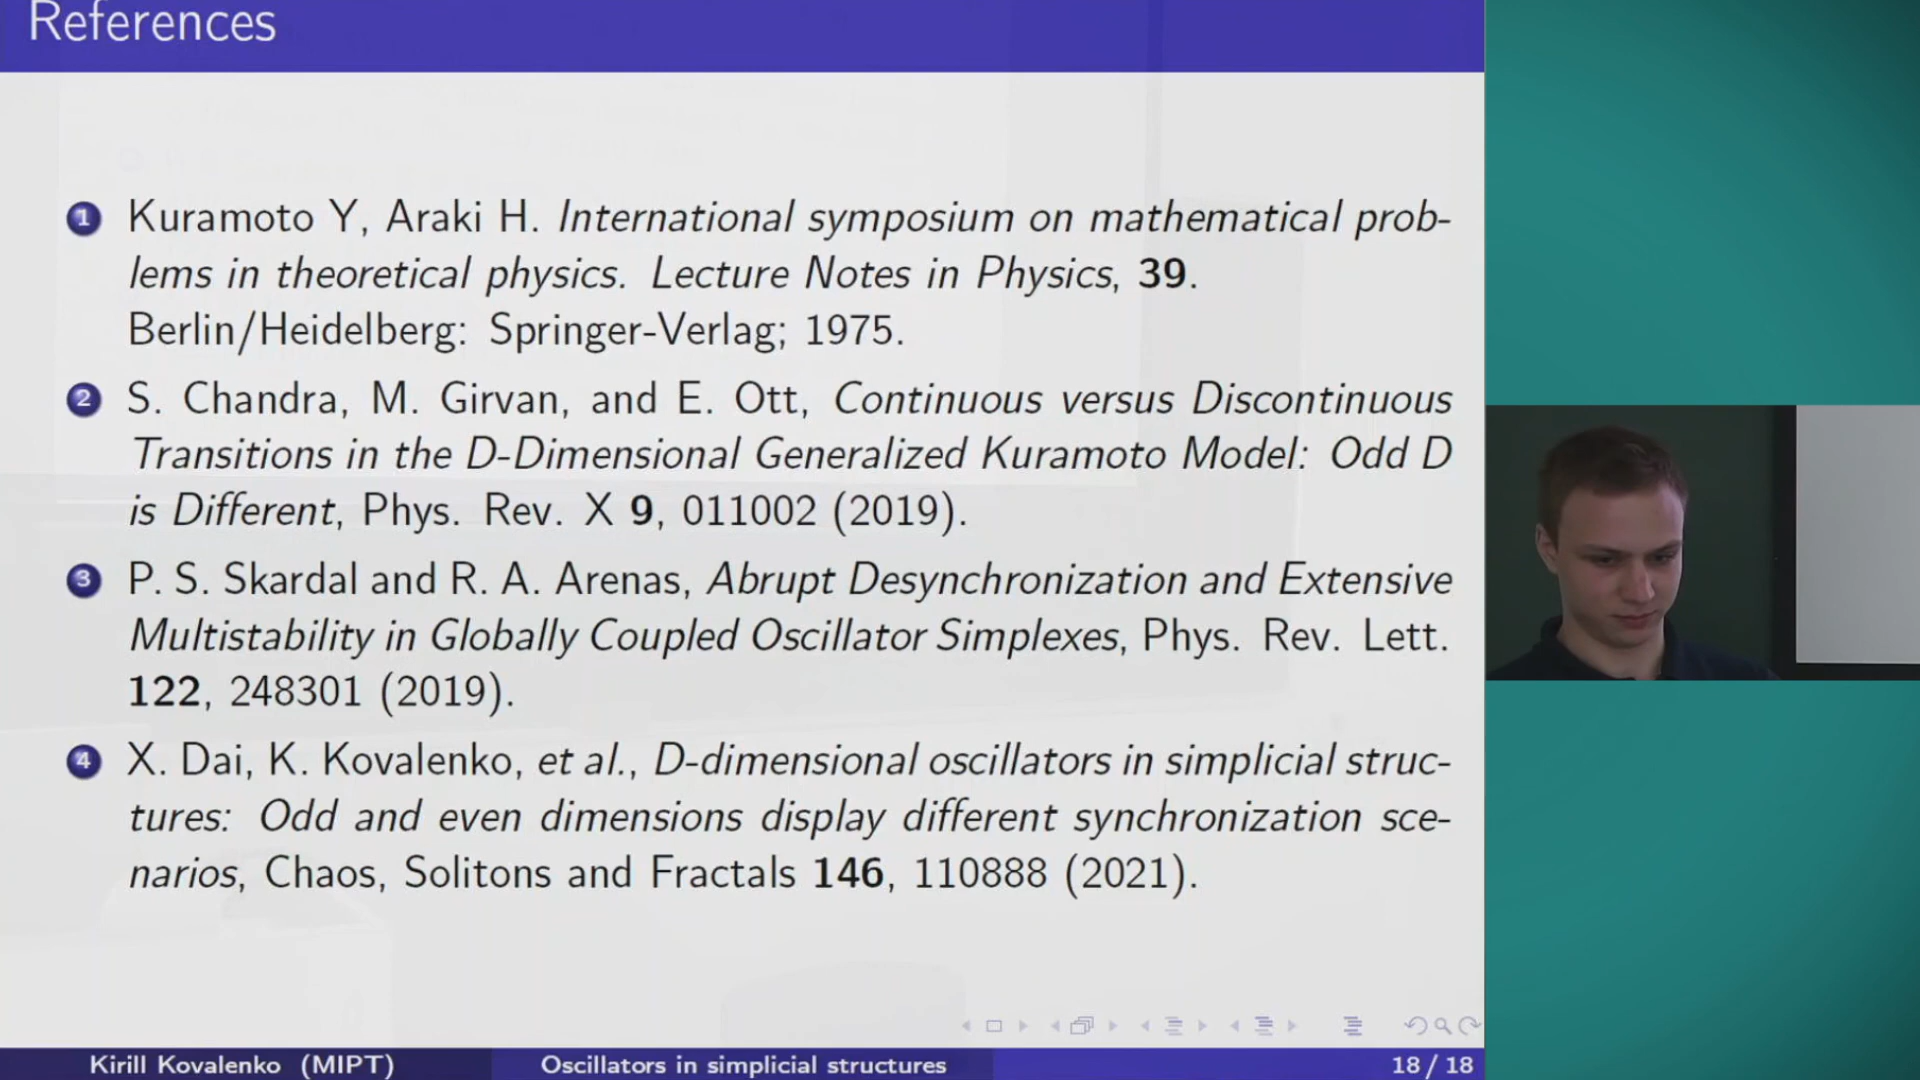 References
1 Kuramoto Y, Araki H. International symposium on mathematical prob-
lems in theoretical physics. Lecture Notes in Physics, 39.
Berlin/Heidelberg: Springer-Verlag; 1975.
2 S. Chandra, M. Girvan, and E. Ott, Continuous versus Discontinuous
Transitions in the D-Dimensional Generalized Kuramoto Model: Odd D
is Different, Phys. Rev. X 9, 011002 (2019).
3 P. S. Skardal and R. A. Arenas, Abrupt Desynchronization and Extensive
Multistability in Globally Coupled Oscillator Simplexes, Phys. Rev. Lett.
122, 248301 (2019).
4 X. Dai, K. Kovalenko, et al., D-dimensional oscillators in simplicial struc-
tures: Odd and even dimensions display different synchronization sce-
narios, Chaos, Solitons and Fractals 146, 110888 (2021).
Kirill Kovalenko (MIPT) Oscillators in simplicial structures 18 / 18